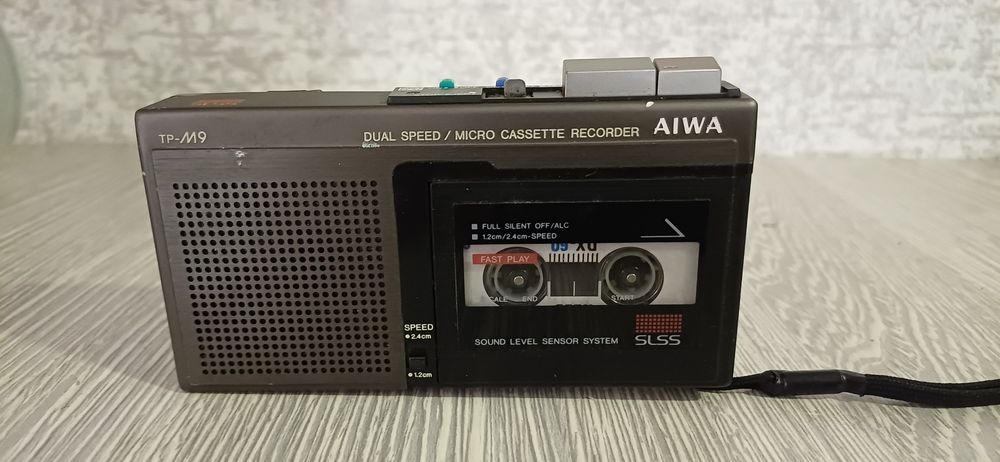 TP-M9
DUAL SPEED / MICRO CASSETTE RECORDER
AIWA
FULL SILENT OFF/ALC
1.2cm/2.4cm-SPEED
DX 60
FAST PLAY
END
START
SPEED
2.4cm
1.2cm
SOUND LEVEL SENSOR SYSTEM
SLSS